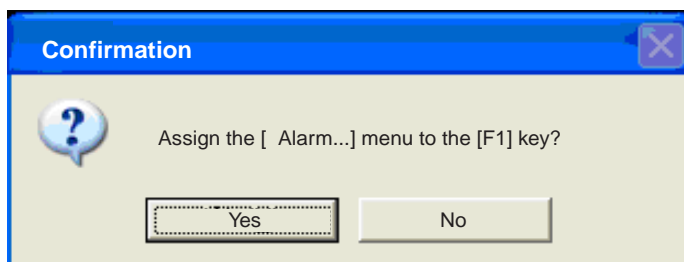 Confirmation
Assign the [ Alarm...] menu to the [F1] key?
Yes
No